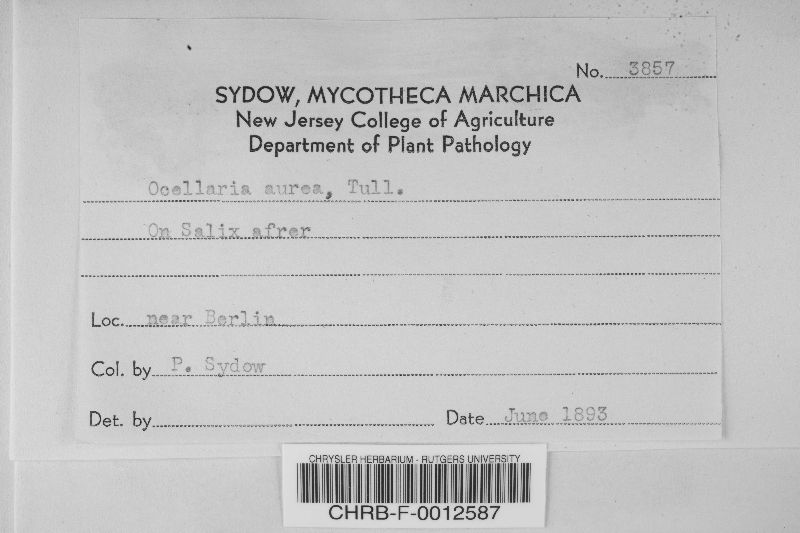 No. 3857
SYDOW, MYCOTHECA MARCHICA
New Jersey College of Agriculture
Department of Plant Pathology
Ocellaria aurea, Tull.
On Salix afrer
Loc. near Berlin
Col. by P. Sydow
Det. by
Date June 1893
CHRYSLER HERBARIUM - RUTGERS UNIVERSITY
CHRB-F-0012587